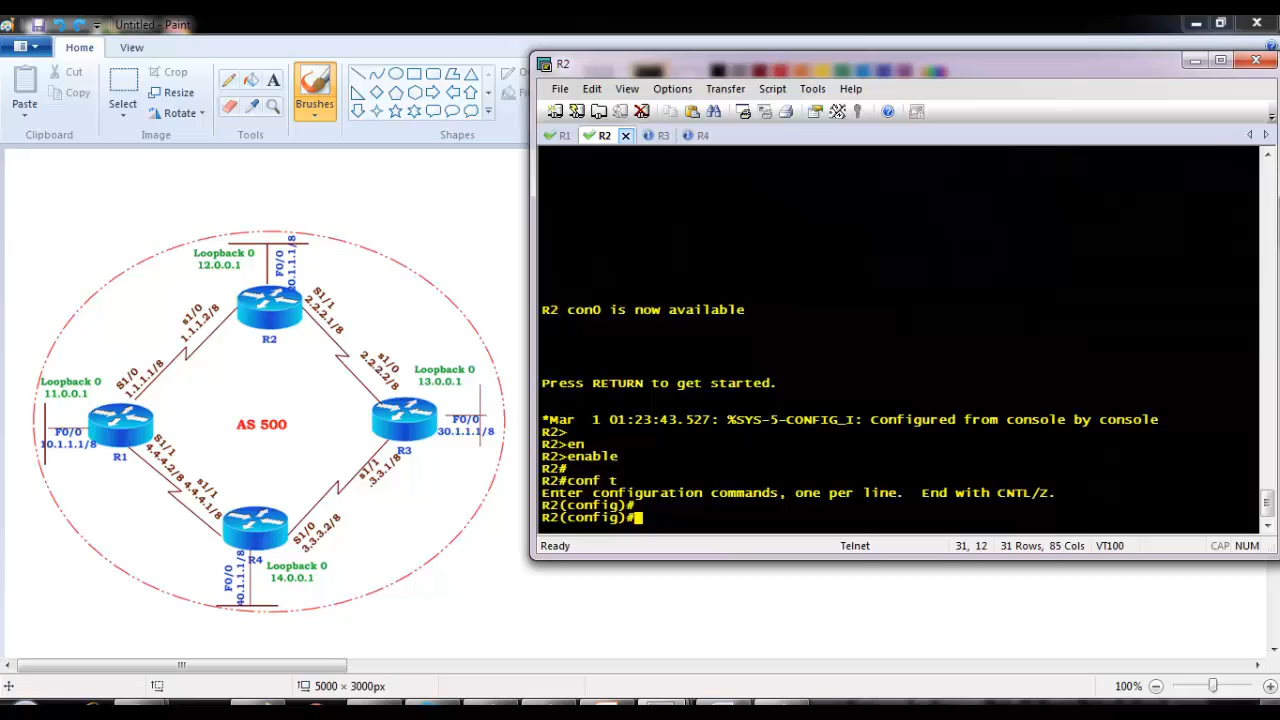 Untitled - Paint
Home
View
Paste
Cut
Copy
Clipboard
Select
Crop
Resize
Rotate
Image
Tools
Brushes
Shapes
R2
File Edit View Options Transfer Script Tools Help
R1
R2
R3
R4
R2 con0 is now available
Press RETURN to get started.
*Mar 1 01:23:43.527: %SYS-5-CONFIG_I: Configured from console by console
R2>
R2>en
R2>enable
R2#
R2#conf t
Enter configuration commands, one per line. End with CNTL/Z.
R2(config)#
R2(config)#
Ready
Telnet
31, 12
31 Rows, 85 Cols
VT100
CAP NUM
Loopback 0
12.0.0.1
F0/0
R2
s1/0
1.1.1.2/8
S1/1
2.2.2.1/8
S1/0
1.1.1.1/8
s1/0
2.2.2.2/8
Loopback 0
11.0.0.1
F0/0
10.1.1.1/8
R1
AS 500
Loopback 0
13.0.0.1
F0/0
30.1.1.1/8
R3
S1/1
4.4.4.2/8
s1/1
4.4.4.1/8
s1/1
.3.3.1/8
S1/0
3.3.3.2/8
R4
F0/0
40.1.1.1/8
Loopback 0
14.0.0.1
5000 × 3000px
100%